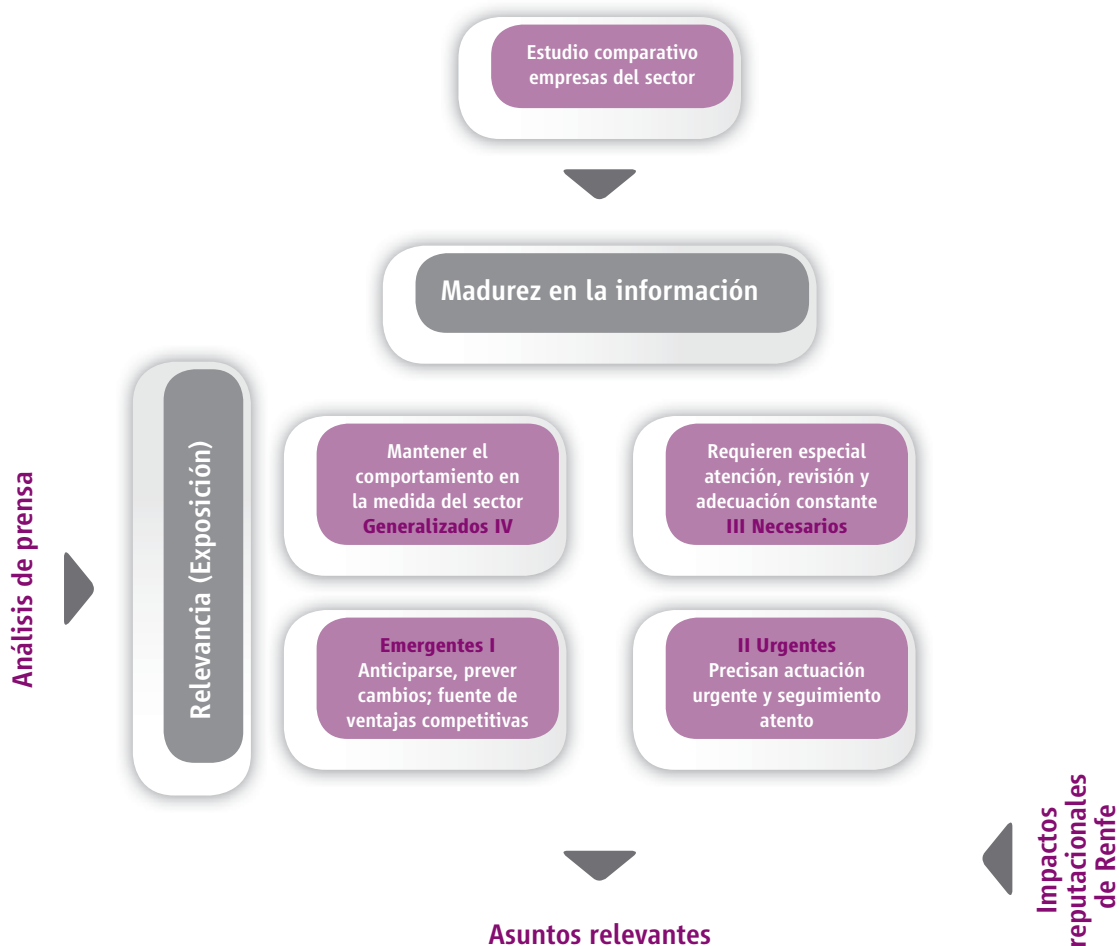 Estudio comparativo
empresas del sector
Madurez en la información
Análisis de prensa
Relevancia (Exposición)
Mantener el
comportamiento en
la medida del sector
Generalizados IV
Requieren especial
atención, revisión y
adecuación constante
III Necesarios
Emergentes I
Anticiparse, prever
cambios; fuente de
ventajas competitivas
II Urgentes
Precisan actuación
urgente y seguimiento
atento
Impactos
reputacionales
de Renfe
Asuntos relevantes